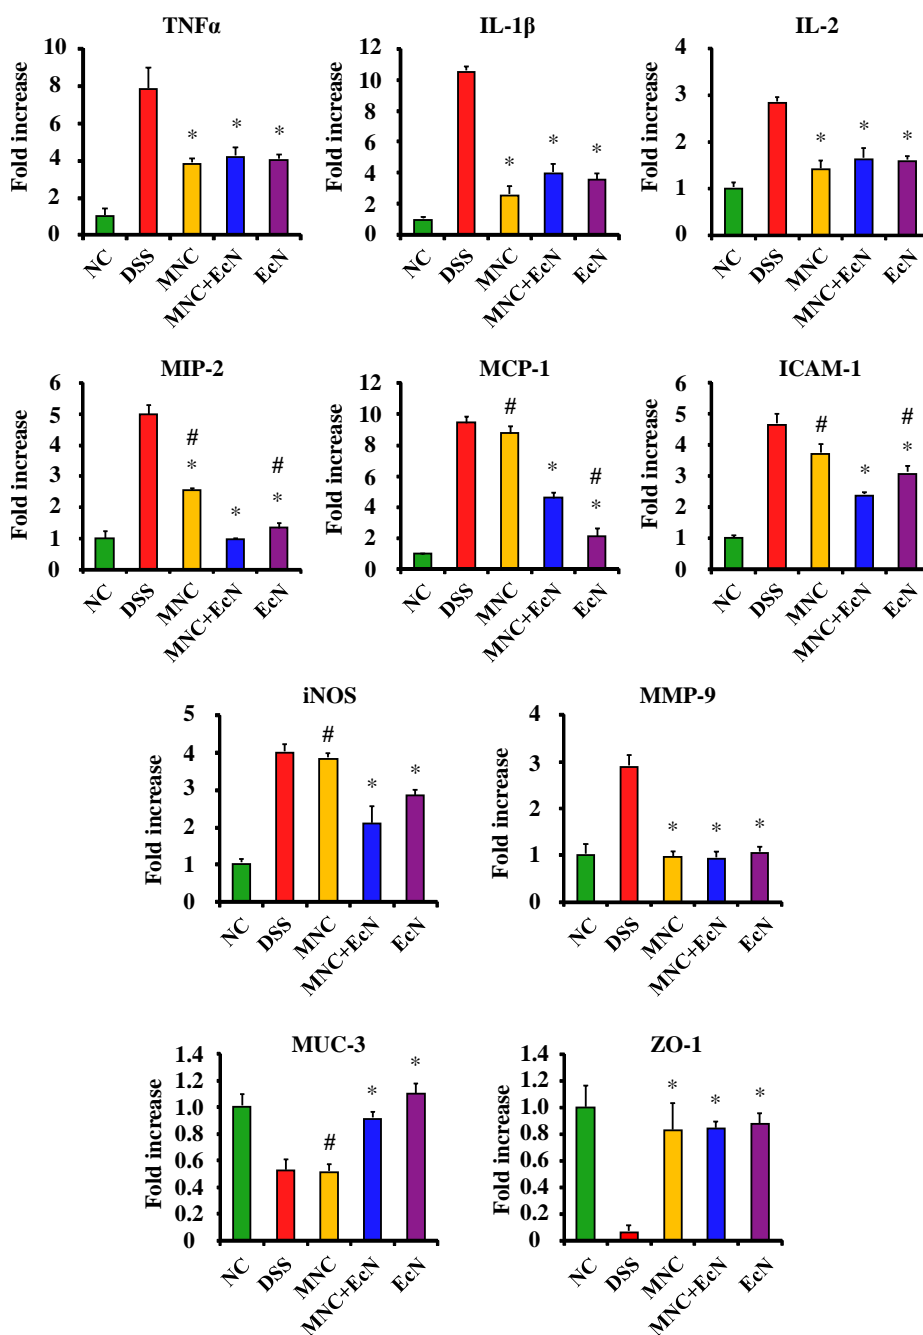 TNFα
Fold increase
10
8
6
4
2
0
*
*
*
NC
DSS
MNC
MNC+EcN
EcN
IL-1β
Fold increase
12
10
8
6
4
2
0
*
*
*
NC
DSS
MNC
MNC+EcN
EcN
IL-2
Fold increase
4
3
2
1
0
*
*
*
NC
DSS
MNC
MNC+EcN
EcN
MIP-2
Fold increase
6
5
4
3
2
1
0
#
*
*
#
*
NC
DSS
MNC
MNC+EcN
EcN
MCP-1
Fold increase
12
10
8
6
4
2
0
#
*
#
*
NC
DSS
MNC
MNC+EcN
EcN
ICAM-1
Fold increase
6
5
4
3
2
1
0
#
*
#
*
NC
DSS
MNC
MNC+EcN
EcN
iNOS
Fold increase
5
4
3
2
1
0
#
*
*
NC
DSS
MNC
MNC+EcN
EcN
MMP-9
Fold increase
4
3
2
1
0
*
*
*
NC
DSS
MNC
MNC+EcN
EcN
MUC-3
Fold increase
1.4
1.2
1.0
0.8
0.6
0.4
0.2
0
#
*
*
NC
DSS
MNC
MNC+EcN
EcN
ZO-1
Fold increase
1.4
1.2
1.0
0.8
0.6
0.4
0.2
0
*
*
*
NC
DSS
MNC
MNC+EcN
EcN